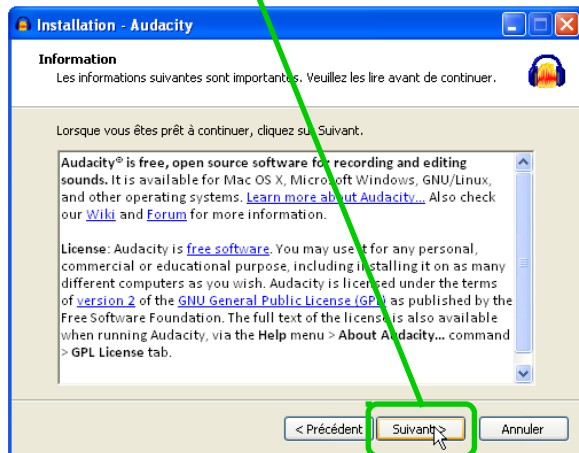 Installation - Audacity
Information
Les informations suivantes sont importantes. Veuillez les lire avant de continuer.
Lorsque vous êtes prêt à continuer, cliquez sur Suivant.
Audacity® is free, open source software for recording and editing
sounds. It is available for Mac OS X, Microsoft Windows, GNU/Linux,
and other operating systems. Learn more about Audacity... Also check
our Wiki and Forum for more information.
License: Audacity is free software. You may use it for any personal,
commercial or educational purpose, including installing it on as many
different computers as you wish. Audacity is licensed under the terms
of version 2 of the GNU General Public License (GPL) as published by the
Free Software Foundation. The full text of the license is also available
when running Audacity, via the Help menu > About Audacity... command
> GPL License tab.
< Précédent
Suivant >
Annuler